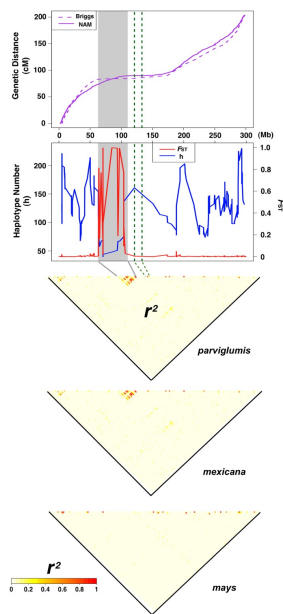 Briggs
NAM
Genetic Distance
(cM)
200
150
100
50
0
0 50 100 150 200 250 300 (Mb)
FST
h
Haplotype Number
(h)
200
150
100
50
1.0
0.8
0.6
0.4
0.2
0
FST
r2
parviglumis
mexicana
r2
0 0.2 0.4 0.6 0.8 1
mays